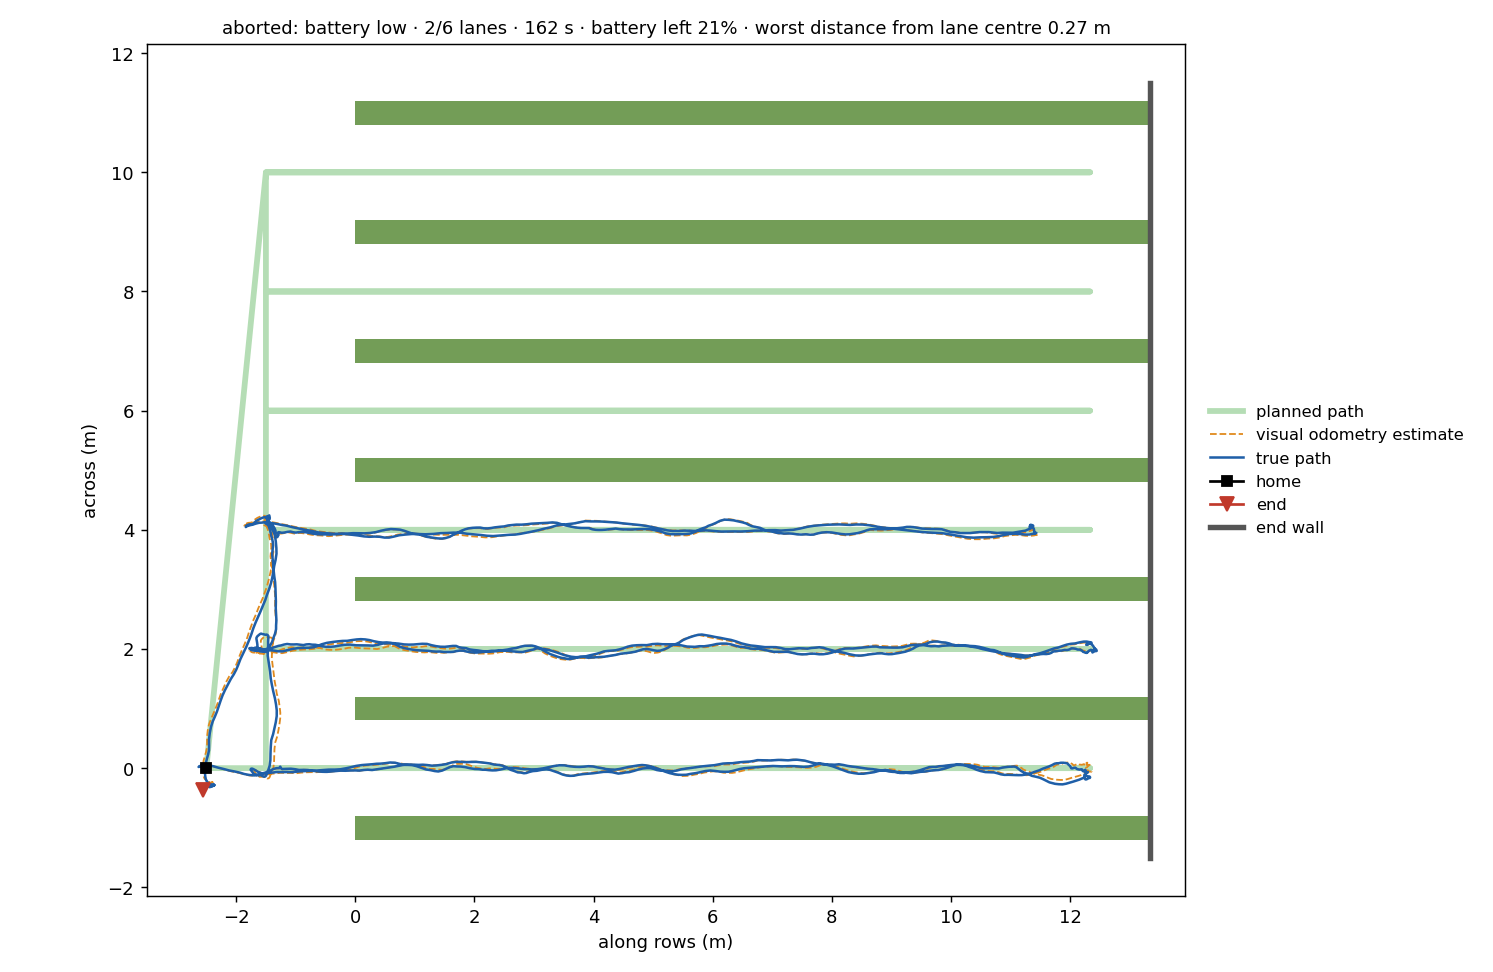 aborted: battery low · 2/6 lanes · 162 s · battery left 21% · worst distance from lane centre 0.27 m
12
10
8
6
4
2
0
−2
across (m)
−2
0
2
4
6
8
10
12
along rows (m)
planned path
visual odometry estimate
true path
home
end
end wall